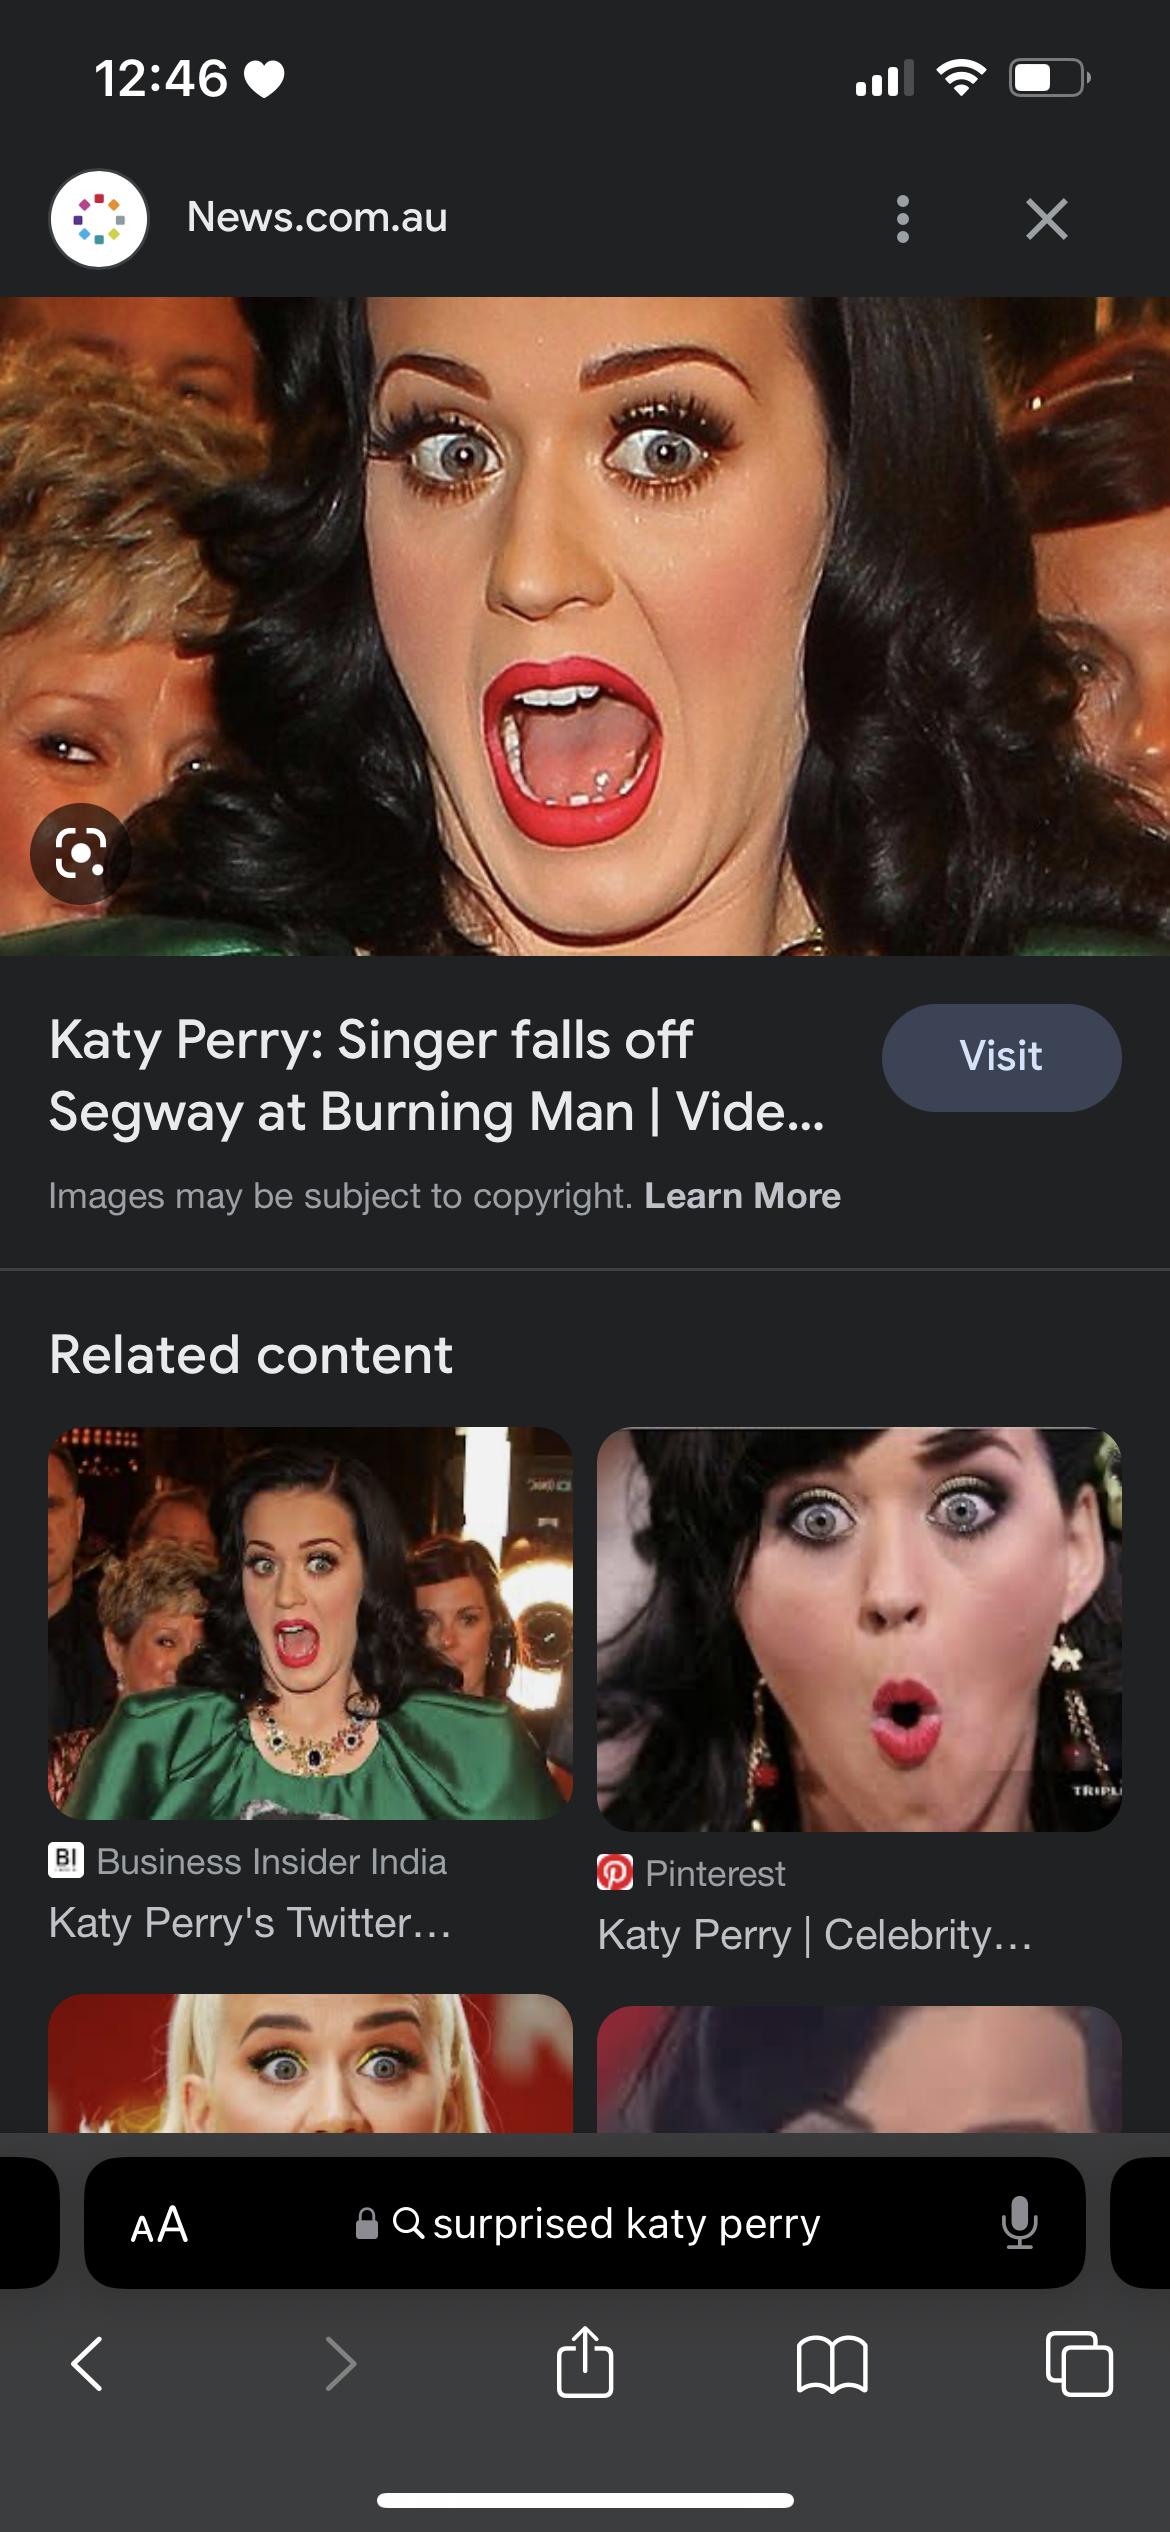 12:46
News.com.au
Katy Perry: Singer falls off
Segway at Burning Man | Vide...
Visit
Images may be subject to copyright. Learn More
Related content
TRIPL
BI Business Insider India
Katy Perry's Twitter...
Pinterest
Katy Perry | Celebrity...
AA surprised katy perry